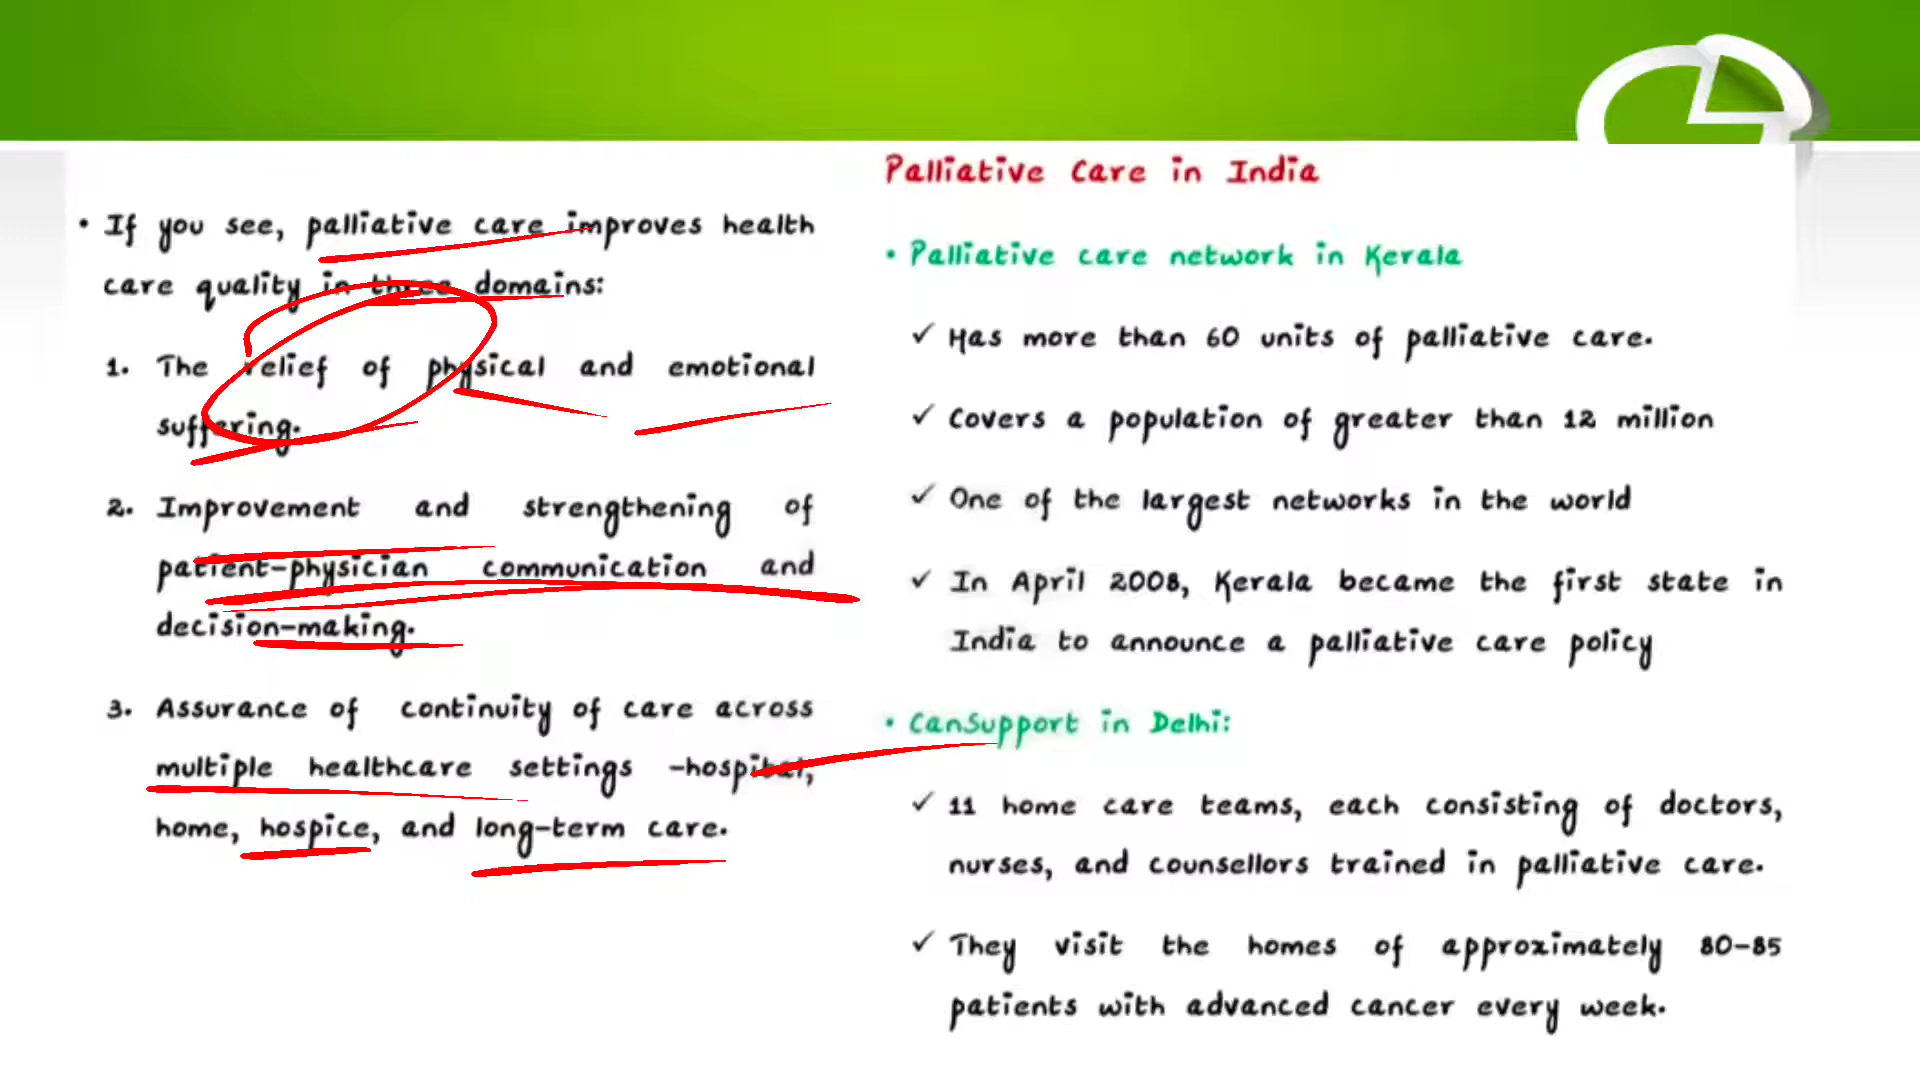 • If you see, palliative care improves health
care quality in three domains:
1. The relief of physical and emotional
suffering.
2. Improvement and strengthening of
patient-physician communication and
decision-making.
3. Assurance of continuity of care across
multiple healthcare settings -hospital,
home, hospice, and long-term care.
Palliative Care in India
• Palliative care network in Kerala
✓ Has more than 60 units of palliative care.
✓ Covers a population of greater than 12 million
✓ One of the largest networks in the world
✓ In April 2008, Kerala became the first state in
India to announce a palliative care policy
• CanSupport in Delhi:
✓ 11 home care teams, each consisting of doctors,
nurses, and counsellors trained in palliative care.
✓ They visit the homes of approximately 80-85
patients with advanced cancer every week.